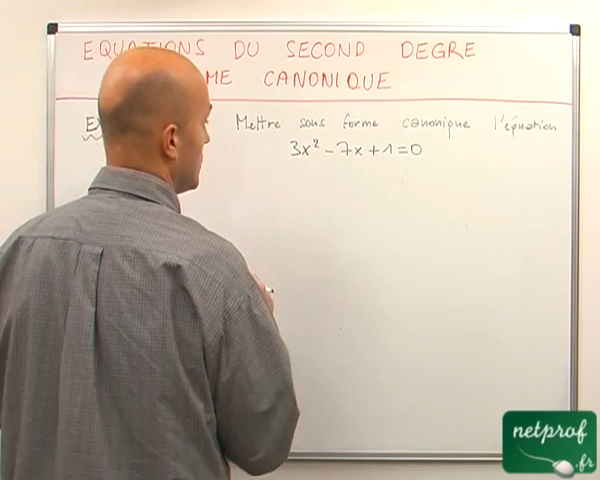 EQUATIONS DU SECOND DEGRE
ME CANONIQUE
Mettre sous forme canonique l'équation
3x² - 7x + 1 = 0
netprof
.fr